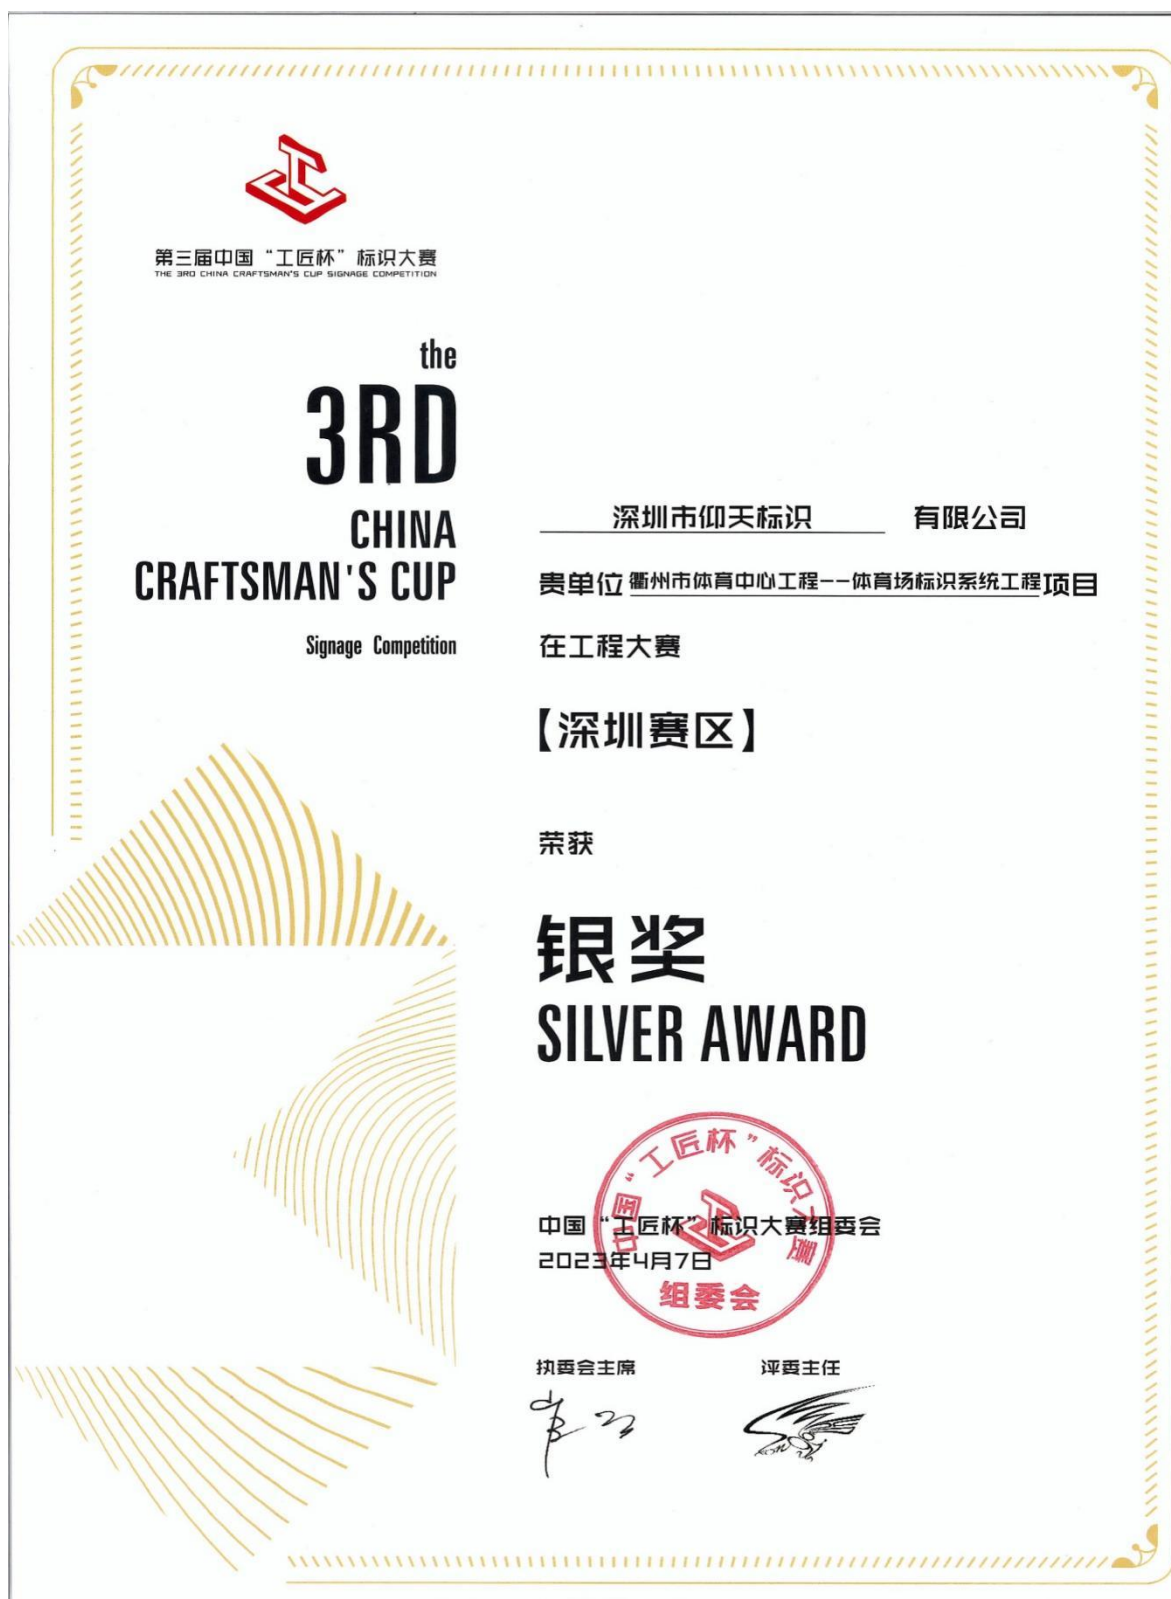 第三届中国“工匠杯”标识大赛
THE 3RD CHINA CRAFTSMAN'S CUP SIGNAGE COMPETITION
the
3RD
CHINA
CRAFTSMAN'S CUP
Signage Competition
深圳市仰天标识 有限公司
贵单位衢州市体育中心工程--体育场标识系统工程项目
在工程大赛
【深圳赛区】
荣获
银奖
SILVER AWARD
中国“工匠杯”标识大赛组委会
2023年4月7日
中国“工匠杯”标识大赛
组委会
执委会主席 评委主任